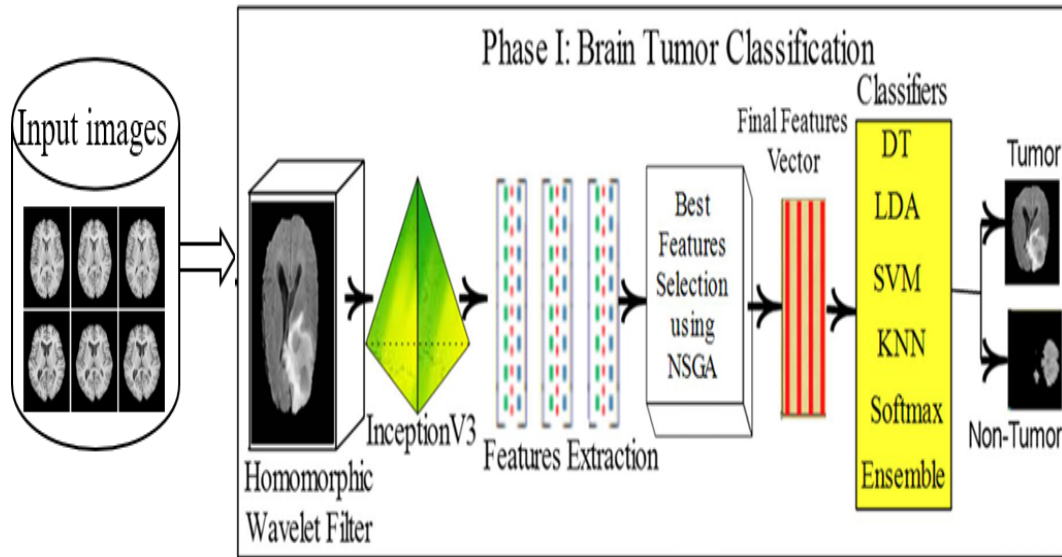 Phase I: Brain Tumor Classification
Input images
Homomorphic
Wavelet Filter
InceptionV3
Features Extraction
Best
Features
Selection
using
NSGA
Final Features
Vector
Classifiers
DT
LDA
SVM
KNN
Softmax
Ensemble
Tumor
Non-Tumor